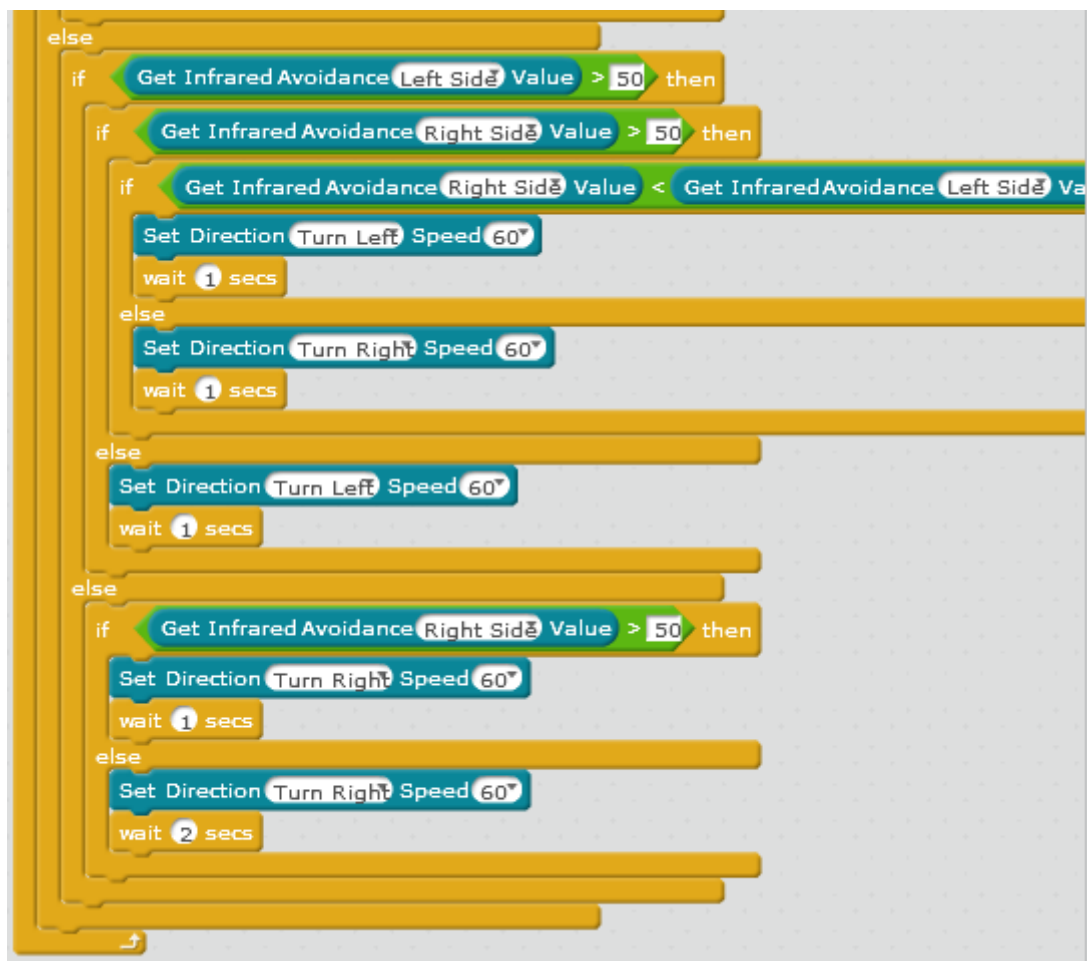 else
if Get Infrared Avoidance Left Side Value > 50 then
if Get Infrared Avoidance Right Side Value > 50 then
if Get Infrared Avoidance Right Side Value < Get Infrared Avoidance Left Side Va
Set Direction Turn Left Speed 60
wait 1 secs
else
Set Direction Turn Right Speed 60
wait 1 secs
else
Set Direction Turn Left Speed 60
wait 1 secs
else
if Get Infrared Avoidance Right Side Value > 50 then
Set Direction Turn Right Speed 60
wait 1 secs
else
Set Direction Turn Right Speed 60
wait 2 secs